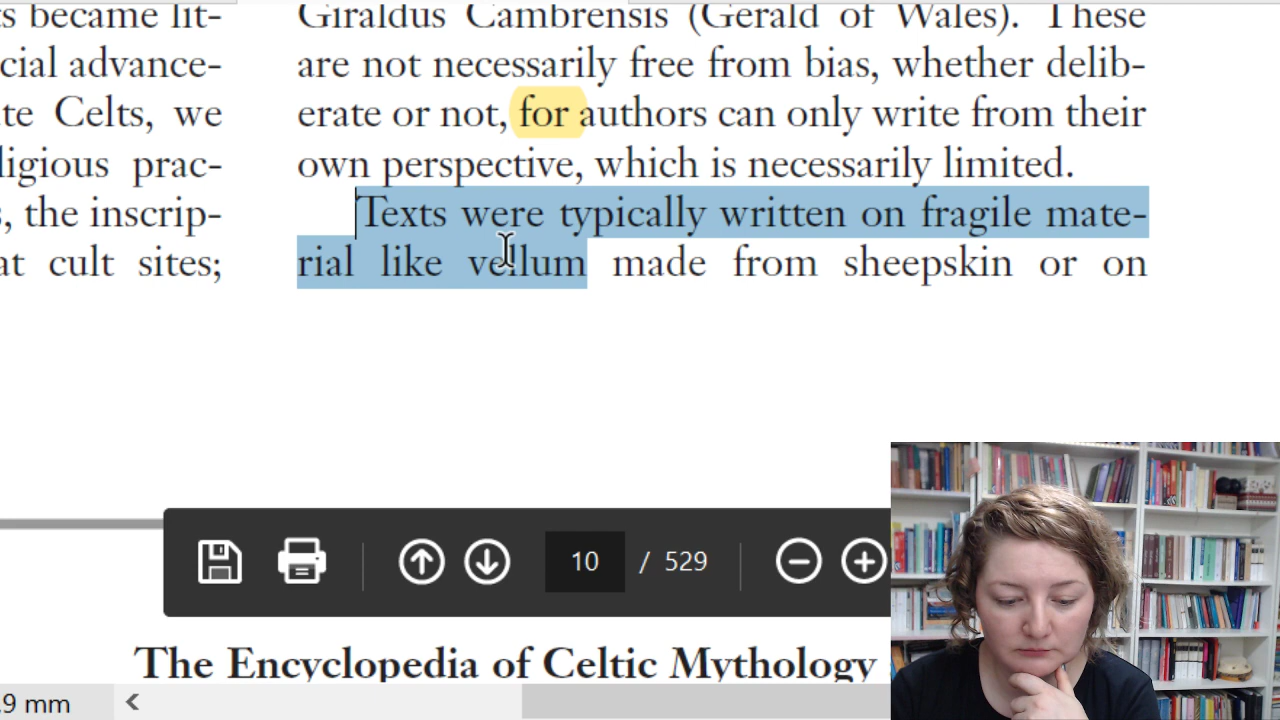 ts became lit-
cial advance-
te Celts, we
ligious prac-
, the inscrip-
at cult sites;
Giraldus Cambrensis (Gerald of Wales). These
are not necessarily free from bias, whether delib-
erate or not, for authors can only write from their
own perspective, which is necessarily limited.
Texts were typically written on fragile mate-
rial like vellum made from sheepskin or on
10 / 529
The Encyclopedia of Celtic Mythology
.9 mm